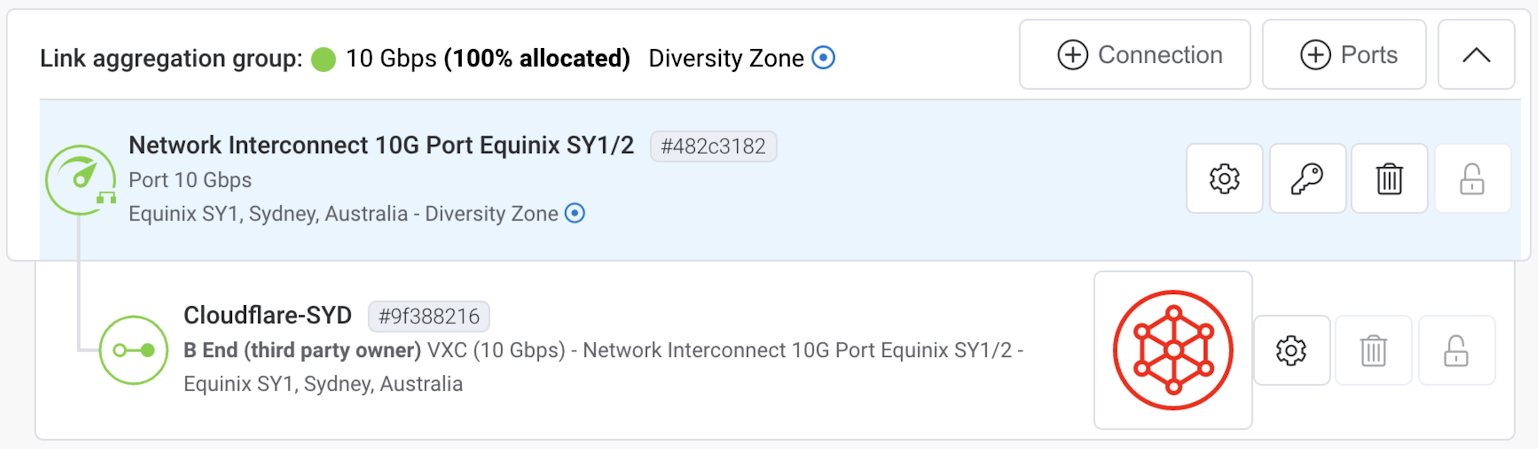 Link aggregation group: 10 Gbps (100% allocated) Diversity Zone
Connection
Ports
Network Interconnect 10G Port Equinix SY1/2 #482c3182
Port 10 Gbps
Equinix SY1, Sydney, Australia - Diversity Zone
Cloudflare-SYD #9f388216
B End (third party owner) VXC (10 Gbps) - Network Interconnect 10G Port Equinix SY1/2 -
Equinix SY1, Sydney, Australia